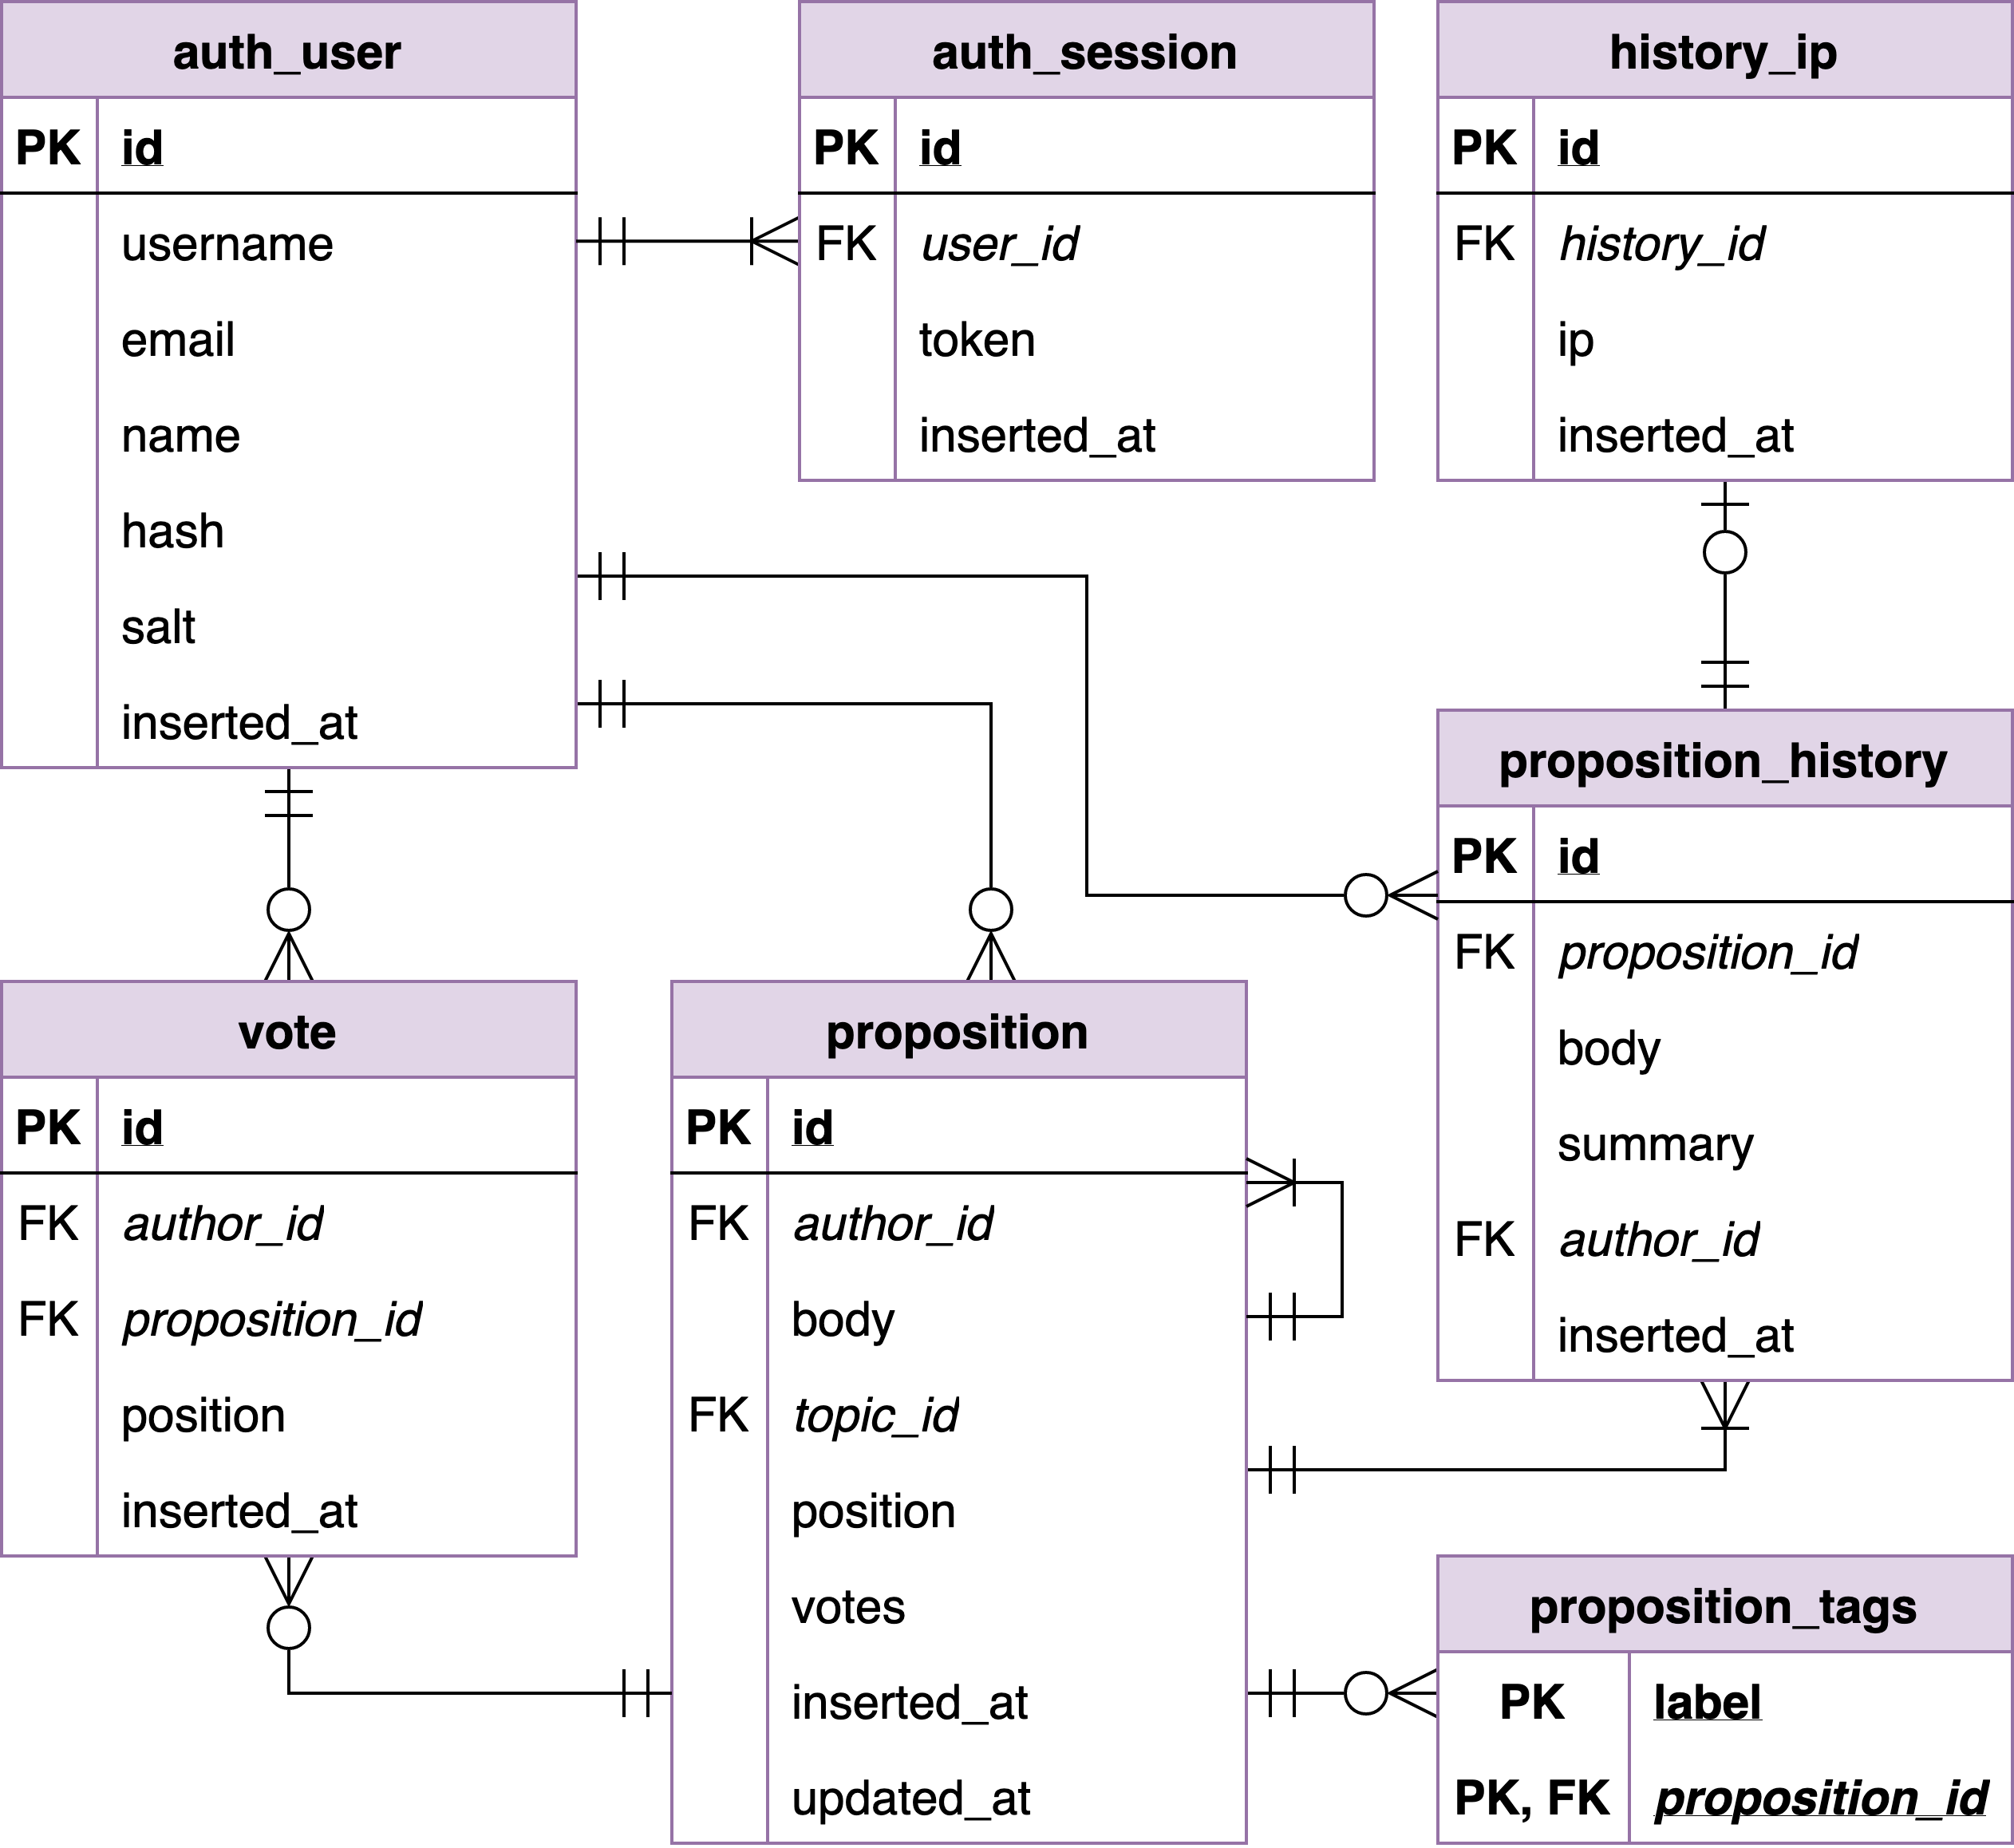 auth_user
PK id
username
email
name
hash
salt
inserted_at
auth_session
PK id
FK user_id
token
inserted_at
history_ip
PK id
FK history_id
ip
inserted_at
proposition_history
PK id
FK proposition_id
body
summary
FK author_id
inserted_at
vote
PK id
FK author_id
FK proposition_id
position
inserted_at
proposition
PK id
FK author_id
body
FK topic_id
position
votes
inserted_at
updated_at
proposition_tags
PK label
PK, FK proposition_id